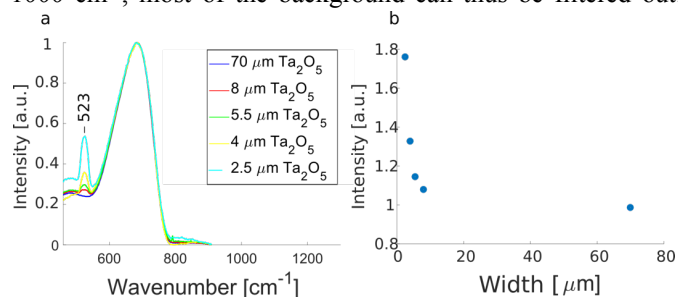 1000 cm⁻¹, most of the background can thus be filtered out
a
b
Intensity [a.u.]
1
0.8
0.6
0.4
0.2
0
523
70 μm Ta₂O₅
8 μm Ta₂O₅
5.5 μm Ta₂O₅
4 μm Ta₂O₅
2.5 μm Ta₂O₅
600 800 1000 1200
Wavenumber [cm⁻¹]
Intensity [a.u.]
1.8
1.6
1.4
1.2
1
0.8
0 20 40 60 80
Width [μm]